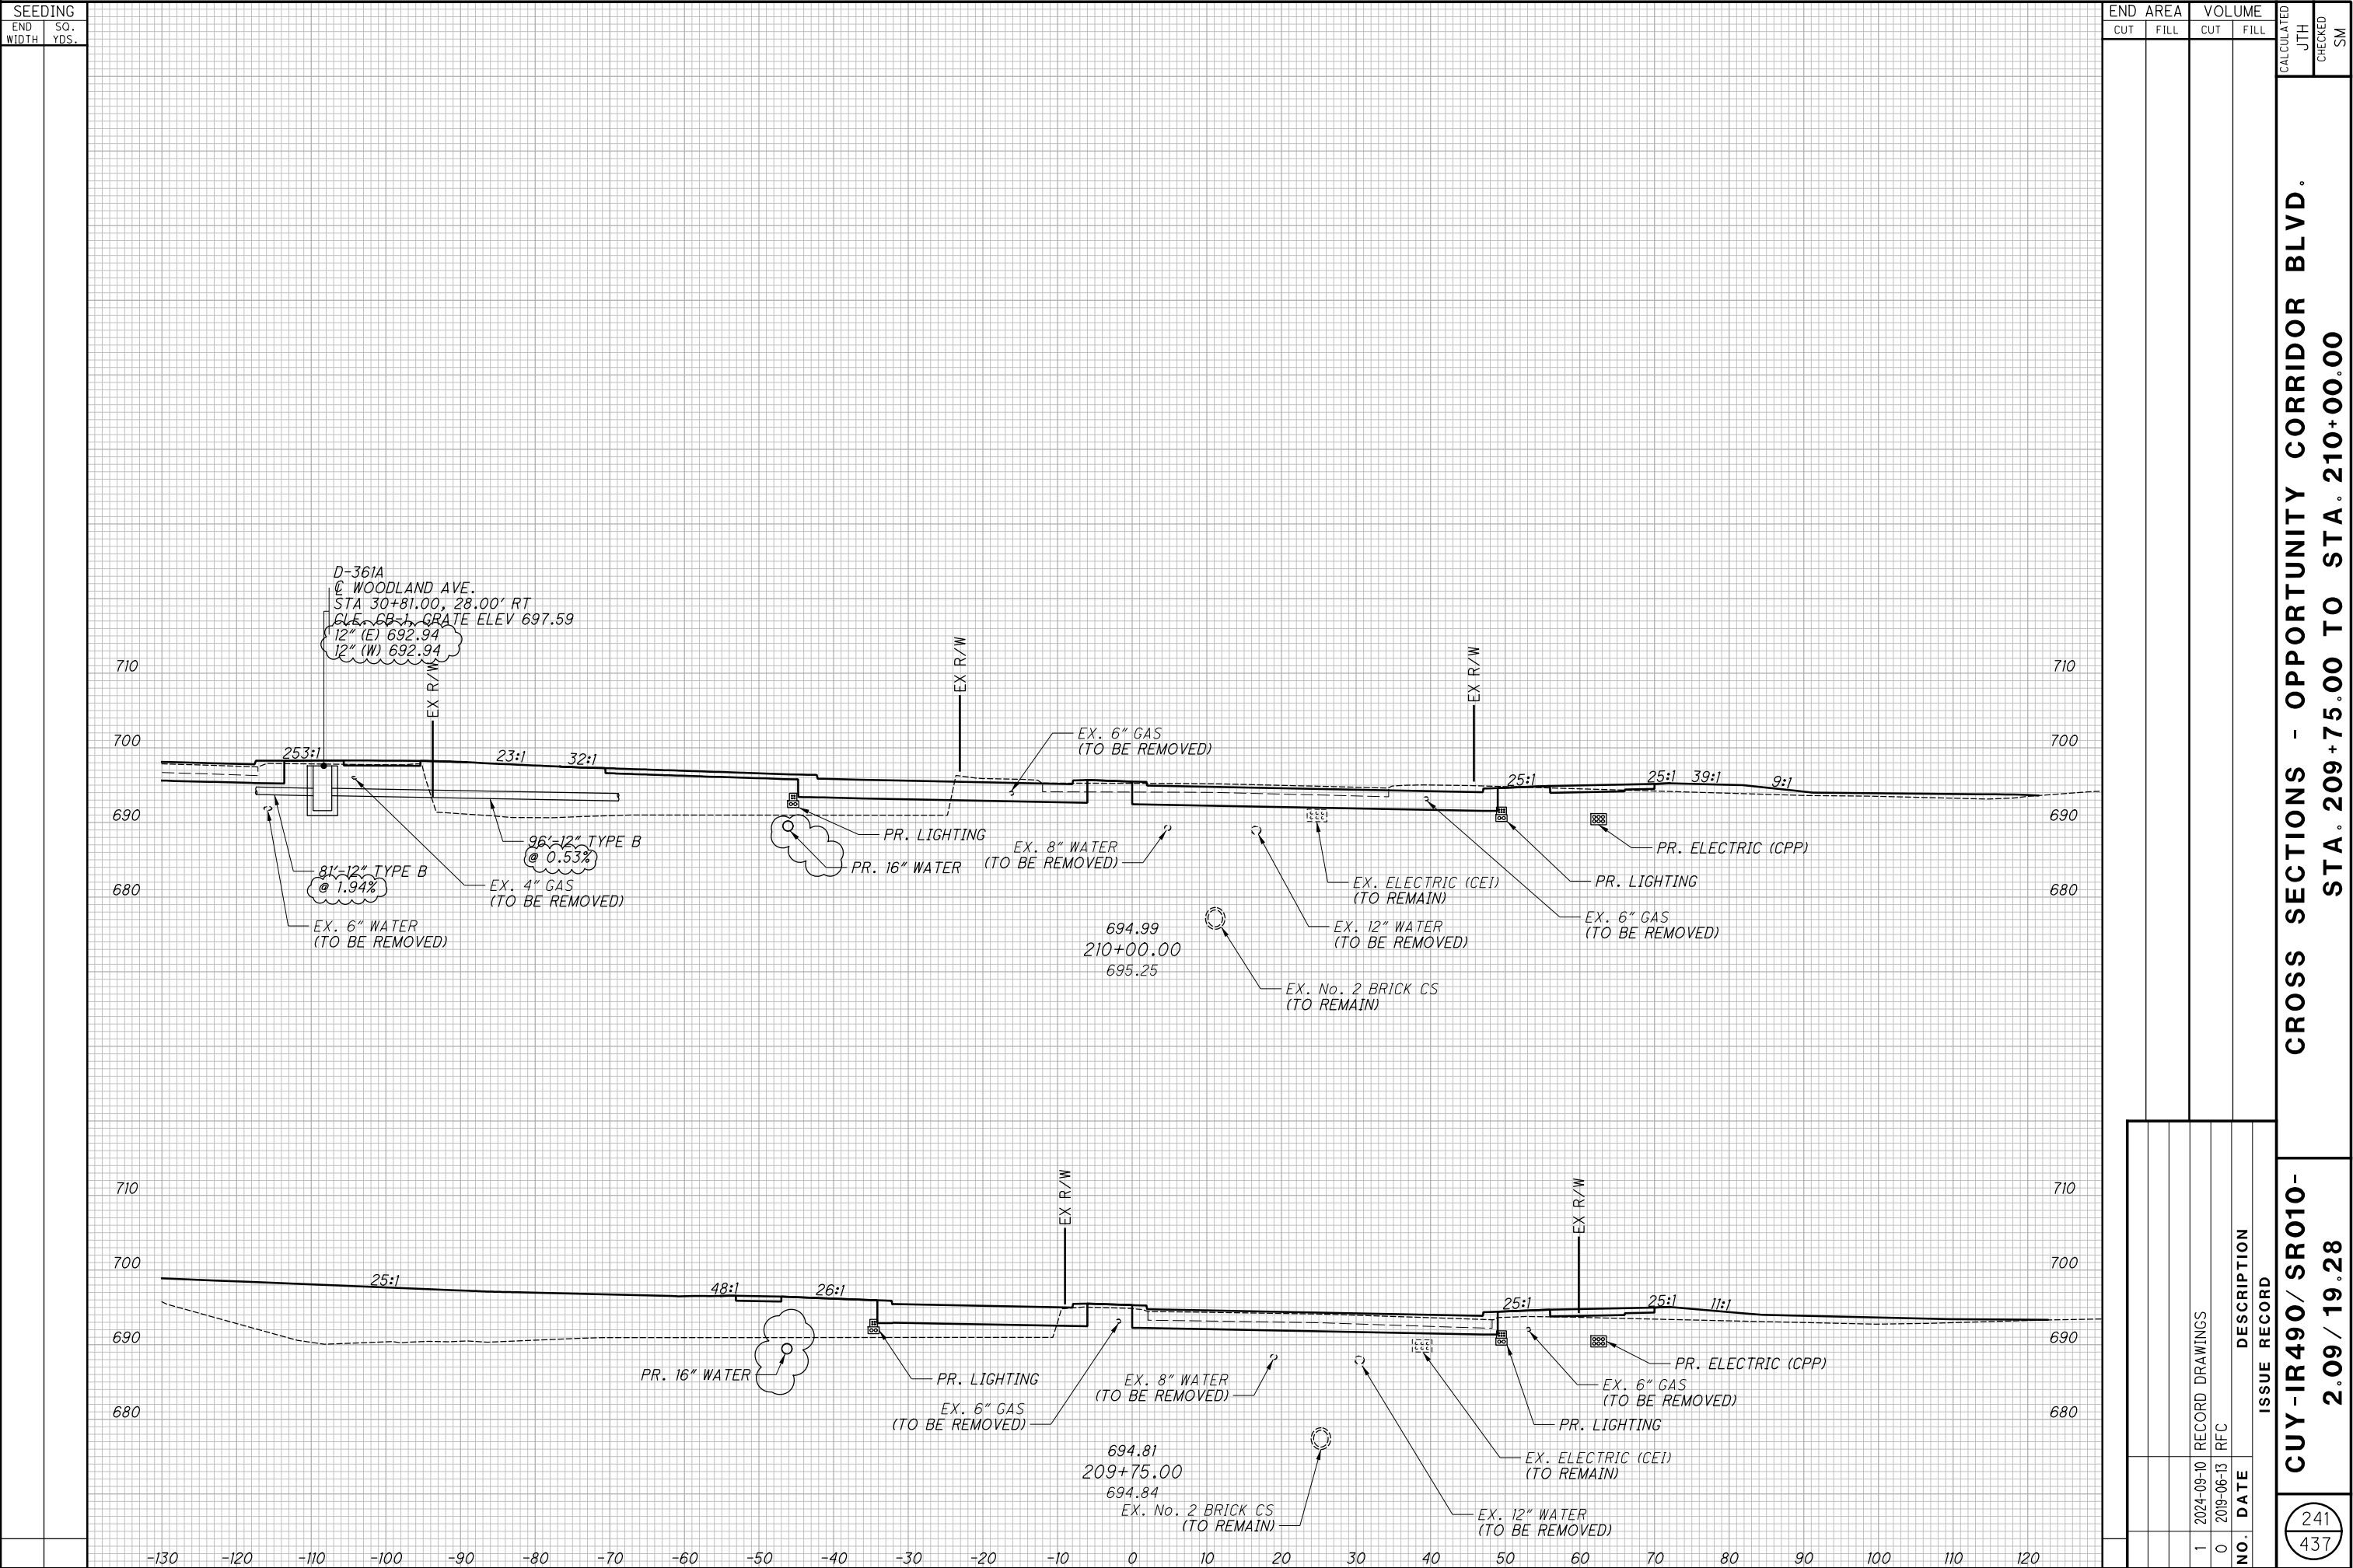 SEEDING
END WIDTH
SQ. YDS.
END AREA
VOLUME
CUT
FILL
CUT
FILL
CALCULATED
JTH
CHECKED
SM
CROSS SECTIONS - OPPORTUNITY CORRIDOR BLVD.
STA. 209+75.00 TO STA. 210+00.00
D-361A
℄ WOODLAND AVE.
STA 30+81.00, 28.00' RT
CLE. CB-1, GRATE ELEV 697.59
12" (E) 692.94
12" (W) 692.94
EX R/W
EX R/W
EX R/W
710
710
700
700
690
690
680
680
253:1
23:1
32:1
25:1
25:1
39:1
9:1
EX. 6" GAS
(TO BE REMOVED)
96'-12" TYPE B
@ 0.53%
81'-12" TYPE B
@ 1.94%
EX. 4" GAS
(TO BE REMOVED)
EX. 6" WATER
(TO BE REMOVED)
PR. LIGHTING
PR. 16" WATER
EX. 8" WATER
(TO BE REMOVED)
EX. ELECTRIC (CEI)
(TO REMAIN)
EX. 12" WATER
(TO BE REMOVED)
PR. ELECTRIC (CPP)
PR. LIGHTING
EX. 6" GAS
(TO BE REMOVED)
694.99
210+00.00
695.25
EX. No. 2 BRICK CS
(TO REMAIN)
EX R/W
EX R/W
710
710
700
700
690
690
680
680
25:1
48:1
26:1
25:1
25:1
11:1
PR. 16" WATER
PR. LIGHTING
EX. 6" GAS
(TO BE REMOVED)
EX. 8" WATER
(TO BE REMOVED)
PR. ELECTRIC (CPP)
EX. 6" GAS
(TO BE REMOVED)
PR. LIGHTING
EX. ELECTRIC (CEI)
(TO REMAIN)
EX. 12" WATER
(TO BE REMOVED)
694.81
209+75.00
694.84
EX. No. 2 BRICK CS
(TO REMAIN)
-130 -120 -110 -100 -90 -80 -70 -60 -50 -40 -30 -20 -10 0 10 20 30 40 50 60 70 80 90 100 110 120
1 2024-09-10 RECORD DRAWINGS
0 2019-06-13 RFC
NO. DATE DESCRIPTION
ISSUE RECORD
CUY-IR490/SR010-
2.09/19.28
241
437